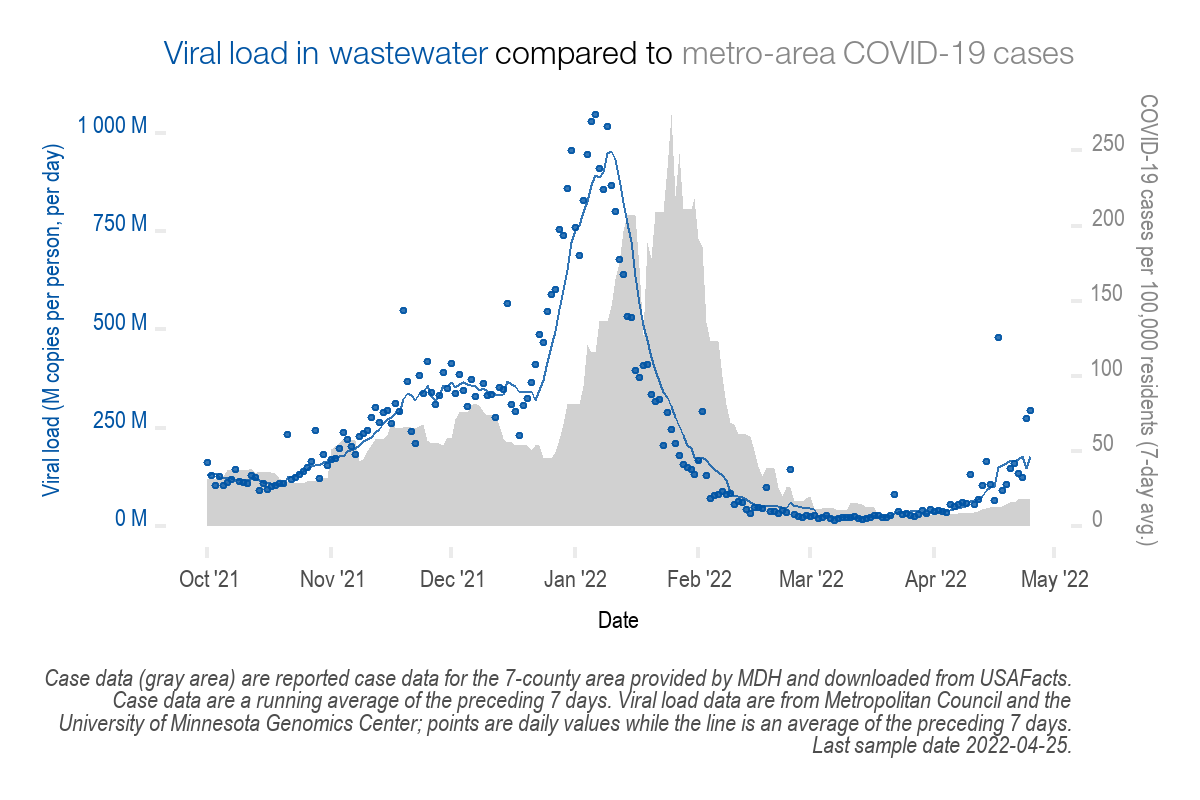 Viral load in wastewater compared to metro-area COVID-19 cases
Viral load (M copies per person, per day)
1 000 M
750 M
500 M
250 M
0 M
COVID-19 cases per 100,000 residents (7-day avg.)
250
200
150
100
50
0
Oct '21
Nov '21
Dec '21
Jan '22
Feb '22
Mar '22
Apr '22
May '22
Date
Case data (gray area) are reported case data for the 7-county area provided by MDH and downloaded from USAFacts.
Case data are a running average of the preceding 7 days. Viral load data are from Metropolitan Council and the
University of Minnesota Genomics Center; points are daily values while the line is an average of the preceding 7 days.
Last sample date 2022-04-25.